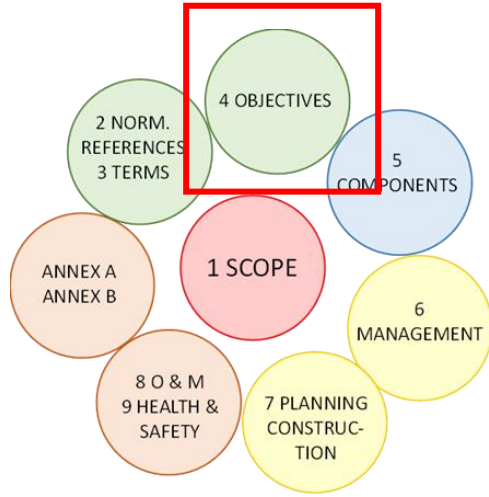 4 OBJECTIVES
2 NORM.
REFERENCES
3 TERMS
5
COMPONENTS
1 SCOPE
ANNEX A
ANNEX B
6
MANAGEMENT
8 O & M
9 HEALTH &
SAFETY
7 PLANNING
CONSTRUC-
TION